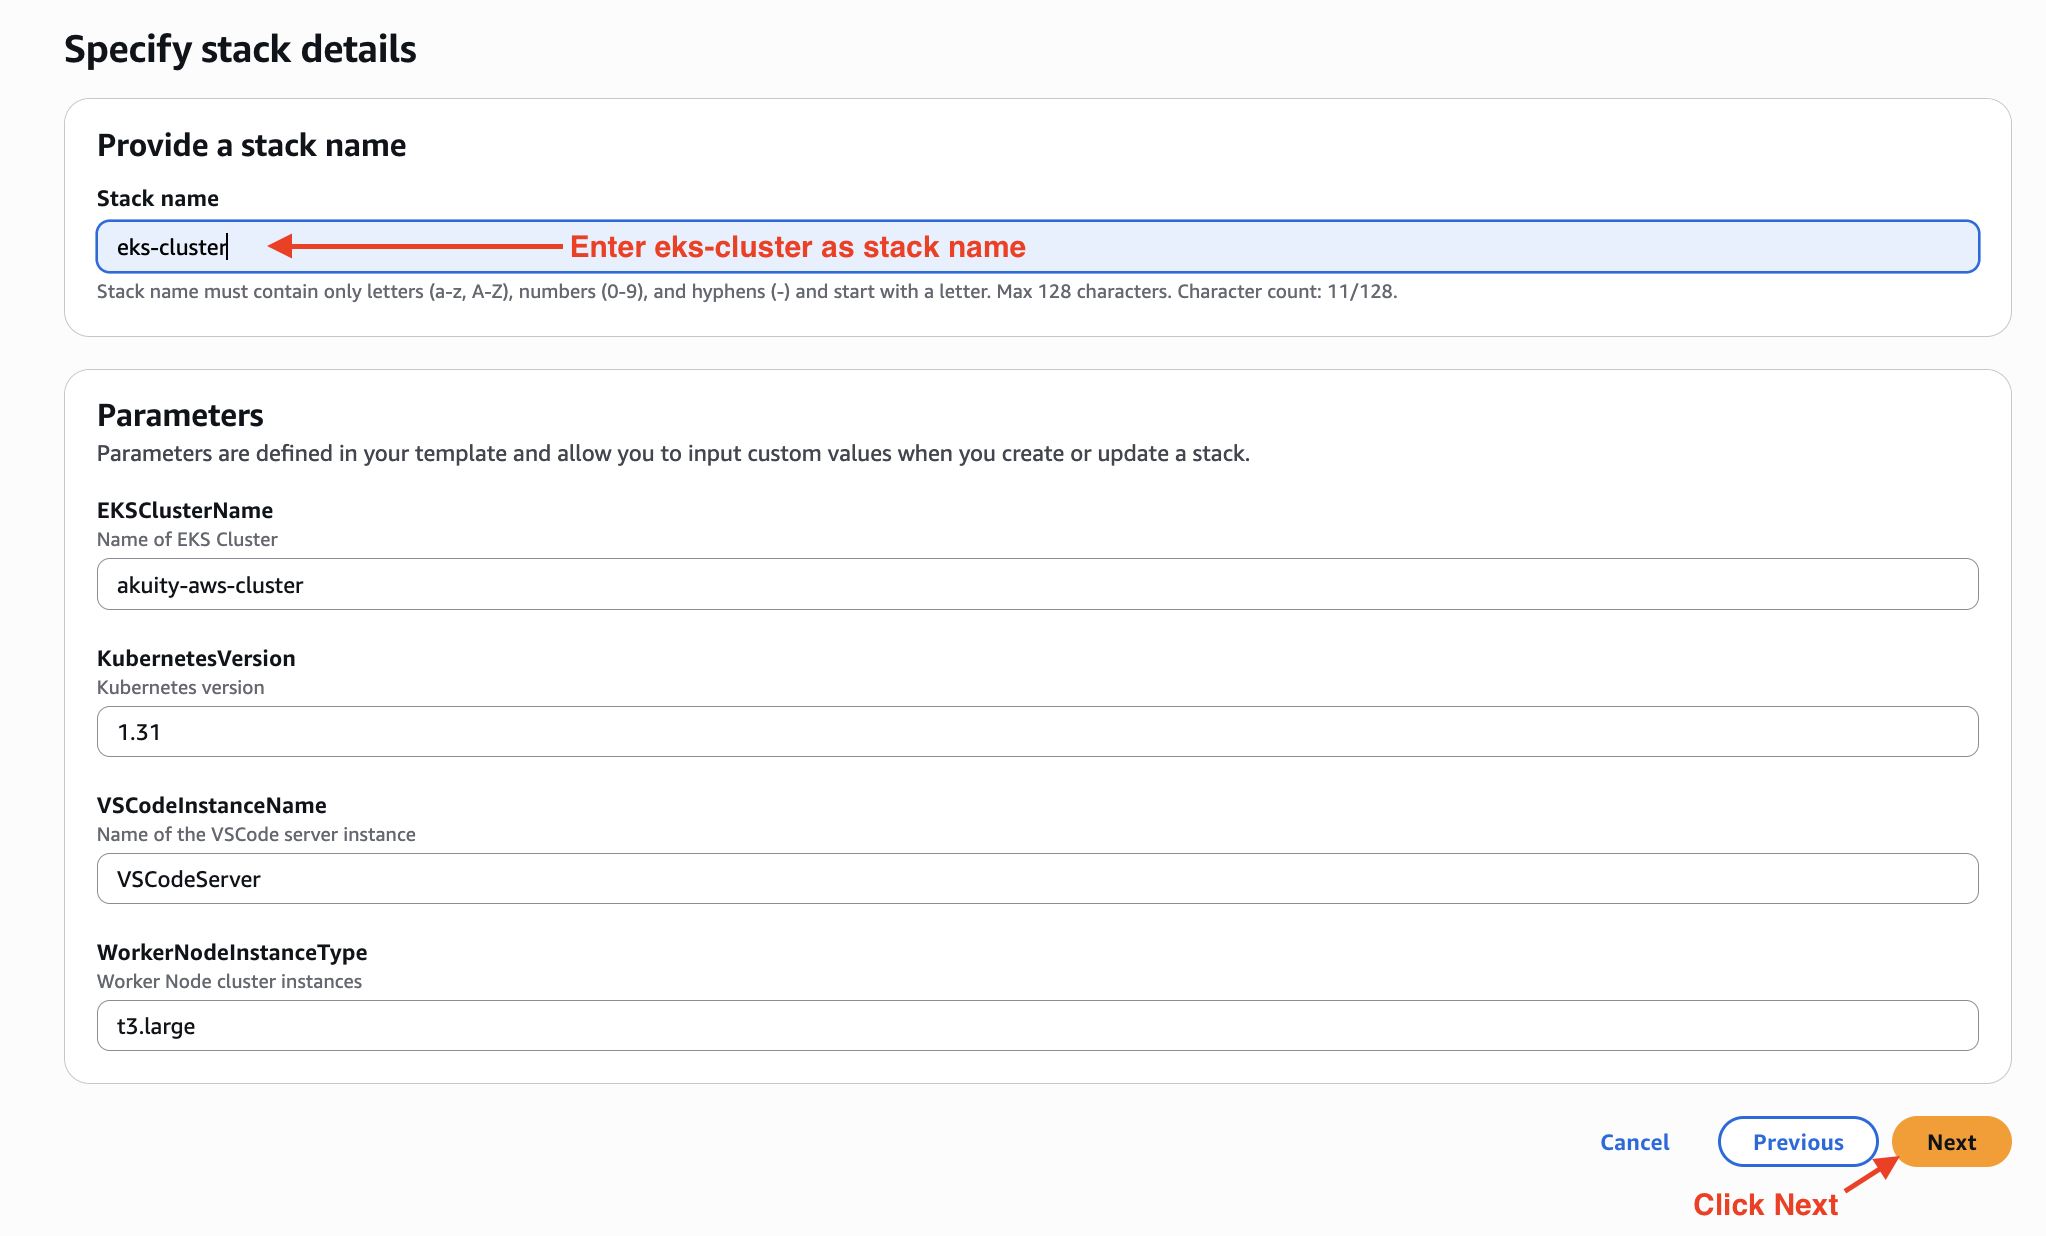 Specify stack details
Provide a stack name
Stack name
eks-cluster
Enter eks-cluster as stack name
Stack name must contain only letters (a-z, A-Z), numbers (0-9), and hyphens (-) and start with a letter. Max 128 characters. Character count: 11/128.
Parameters
Parameters are defined in your template and allow you to input custom values when you create or update a stack.
EKSClusterName
Name of EKS Cluster
akuity-aws-cluster
KubernetesVersion
Kubernetes version
1.31
VSCodeInstanceName
Name of the VSCode server instance
VSCodeServer
WorkerNodeInstanceType
Worker Node cluster instances
t3.large
Cancel
Previous
Next
Click Next